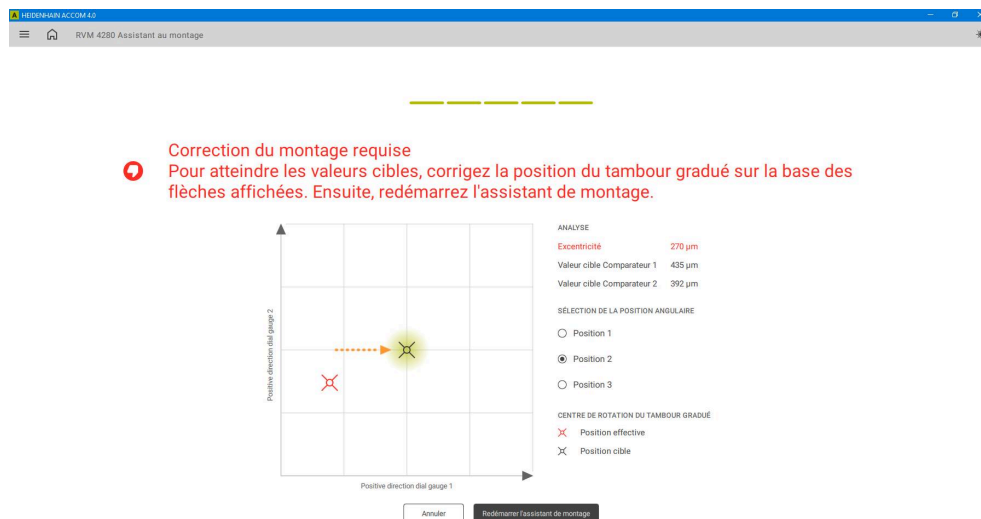 HEIDENHAIN ACCOM 4.0
RVM 4280 Assistant au montage
Correction du montage requise
Pour atteindre les valeurs cibles, corrigez la position du tambour gradué sur la base des
flèches affichées. Ensuite, redémarrez l'assistant de montage.
Positive direction dial gauge 2
Positive direction dial gauge 1
ANALYSE
Excentricité 270 µm
Valeur cible Comparateur 1 435 µm
Valeur cible Comparateur 2 392 µm
SÉLECTION DE LA POSITION ANGULAIRE
Position 1
Position 2
Position 3
CENTRE DE ROTATION DU TAMBOUR GRADUÉ
Position effective
Position cible
Annuler
Redémarrer l'assistant de montage